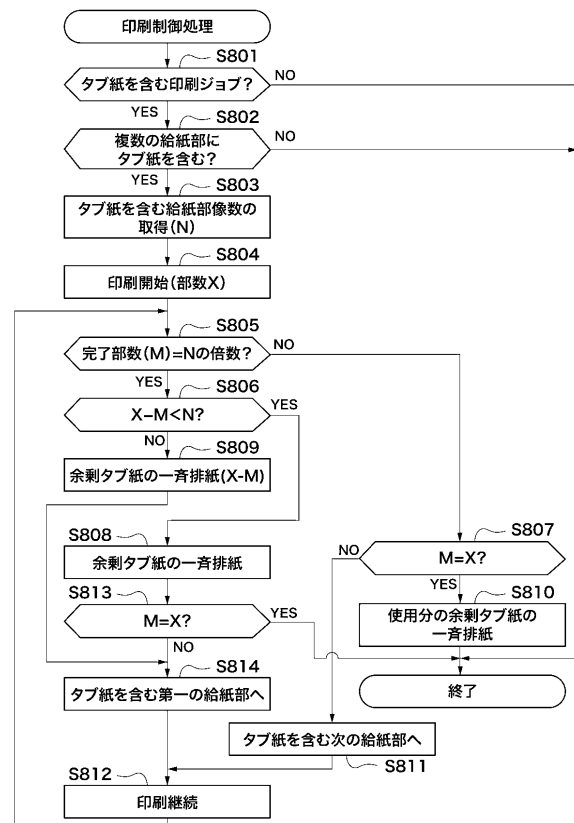 印刷制御処理
S801
タブ紙を含む印刷ジョブ?
NO
YES
S802
複数の給紙部に
タブ紙を含む?
NO
YES
S803
タブ紙を含む給紙部像数の
取得(N)
S804
印刷開始(部数X)
S805
完了部数(M)=Nの倍数?
NO
YES
S806
X-M<N?
YES
NO
S809
余剰タブ紙の一斉排紙(X-M)
S808
余剰タブ紙の一斉排紙
S807
M=X?
NO
YES
S810
使用分の余剰タブ紙の
一斉排紙
S813
M=X?
YES
NO
S814
タブ紙を含む第一の給紙部へ
終了
タブ紙を含む次の給紙部へ
S811
S812
印刷継続